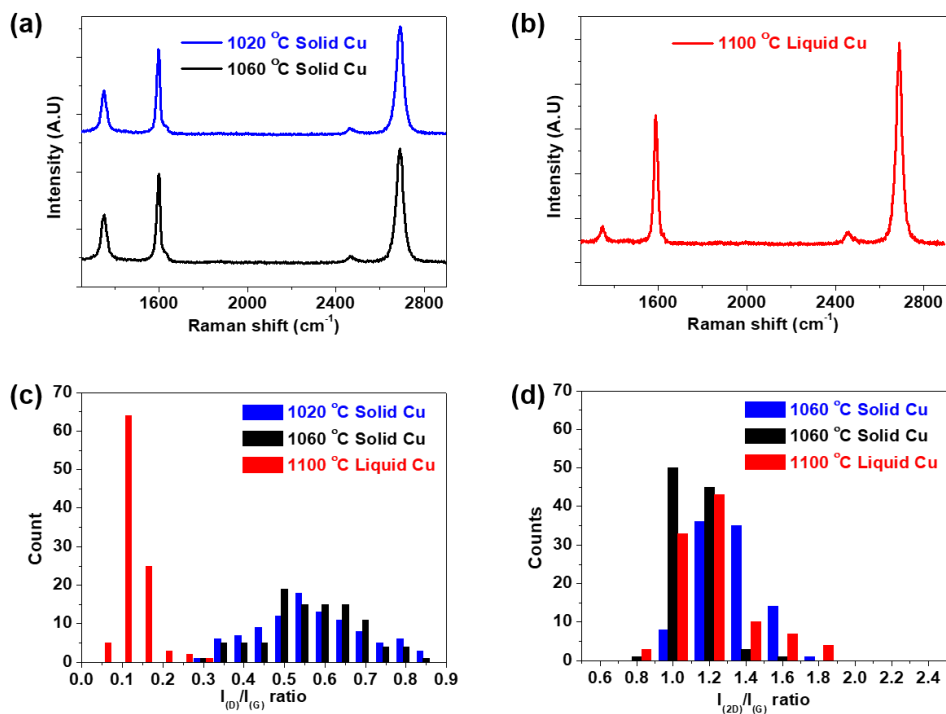 (a)
1020 °C Solid Cu
1060 °C Solid Cu
Intensity (A.U)
1600 2000 2400 2800
Raman shift (cm⁻¹)
(b)
1100 °C Liquid Cu
Intensity (A.U)
1600 2000 2400 2800
Raman shift (cm⁻¹)
(c)
1020 °C Solid Cu
1060 °C Solid Cu
1100 °C Liquid Cu
Count
70
60
50
40
30
20
10
0
0.0 0.1 0.2 0.3 0.4 0.5 0.6 0.7 0.8 0.9
I(D)/I(G) ratio
(d)
1060 °C Solid Cu
1060 °C Solid Cu
1100 °C Liquid Cu
Counts
70
60
50
40
30
20
10
0
0.6 0.8 1.0 1.2 1.4 1.6 1.8 2.0 2.2 2.4
I(2D)/I(G) ratio